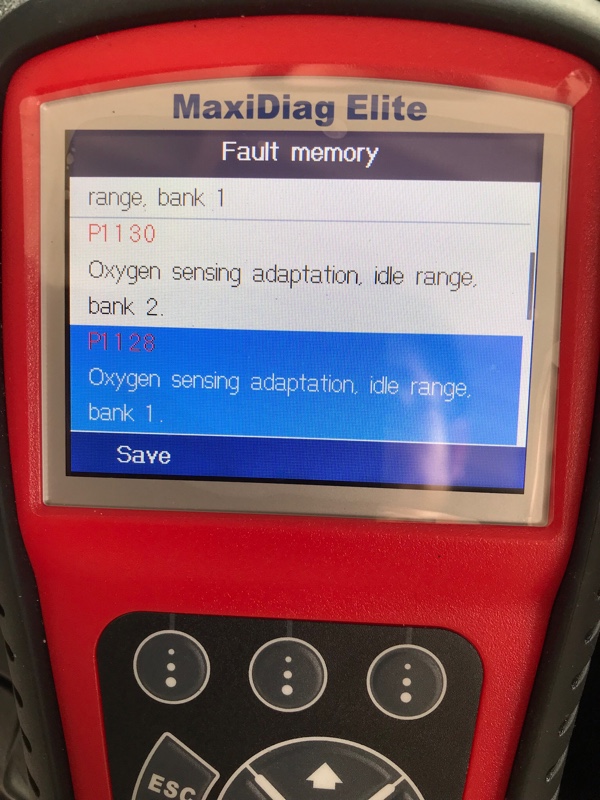 MaxiDiag Elite
Fault memory
range, bank 1
P1130
Oxygen sensing adaptation, idle range,
bank 2.
P1128
Oxygen sensing adaptation, idle range,
bank 1.
Save
ESC